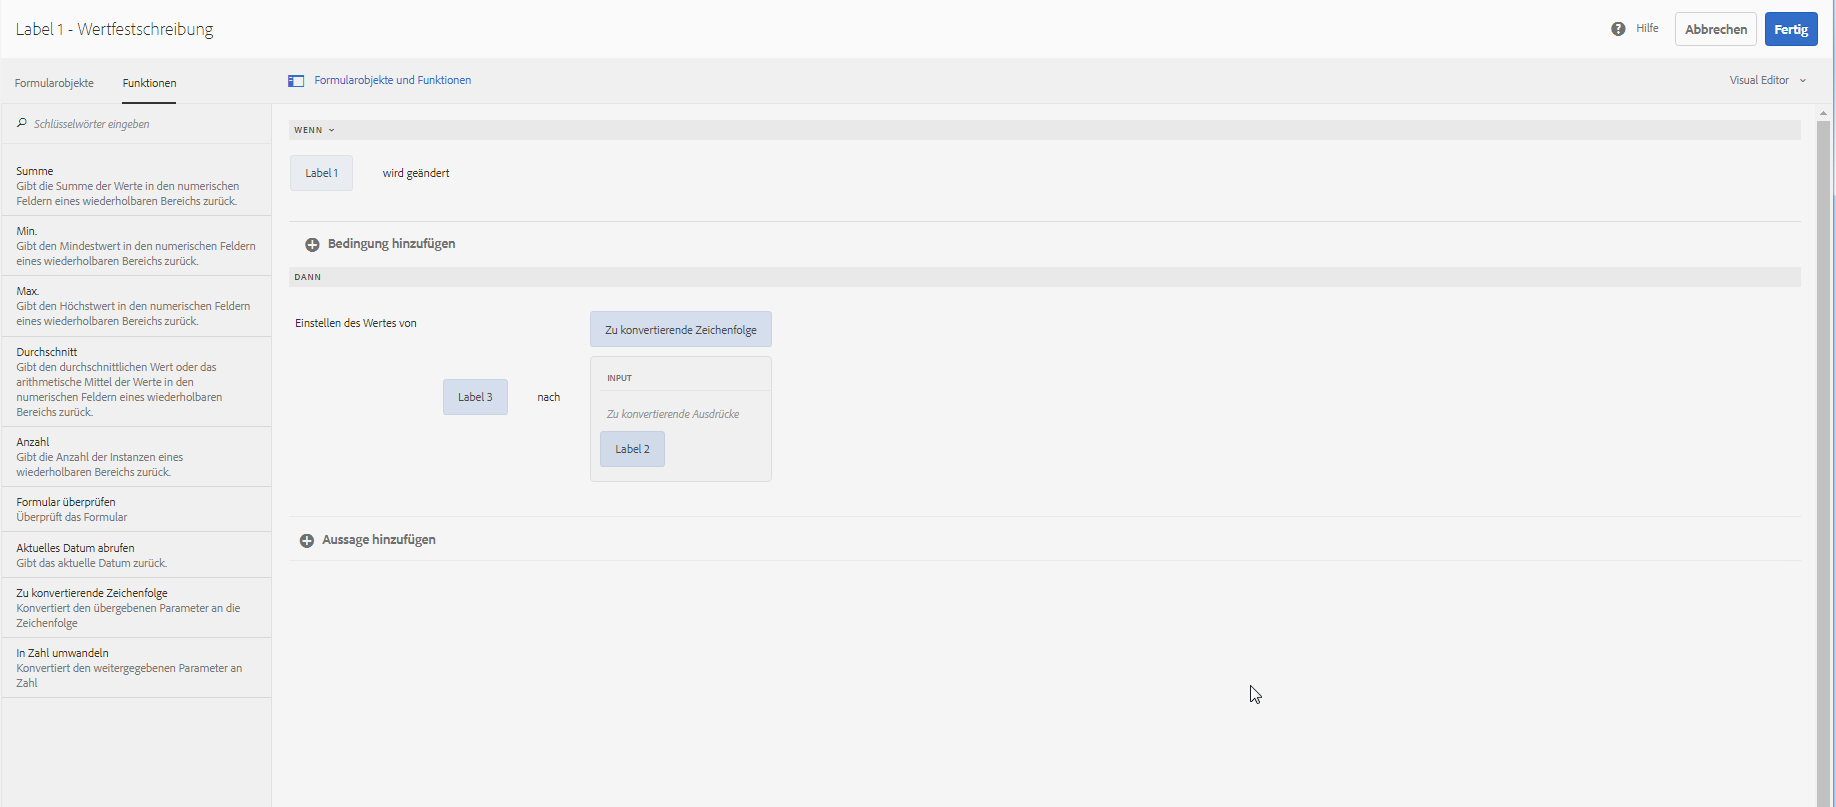 Label 1 - Wertfestschreibung
Hilfe
Abbrechen
Fertig
Formularobjekte
Funktionen
Formularobjekte und Funktionen
Visual Editor
Schlüsselwörter eingeben
Summe
Gibt die Summe der Werte in den numerischen
Feldern eines wiederholbaren Bereichs zurück.
Min.
Gibt den Mindestwert in den numerischen Feldern
eines wiederholbaren Bereichs zurück.
Max.
Gibt den Höchstwert in den numerischen Feldern
eines wiederholbaren Bereichs zurück.
Durchschnitt
Gibt den durchschnittlichen Wert oder das
arithmetische Mittel der Werte in den
numerischen Feldern eines wiederholbaren
Bereichs zurück.
Anzahl
Gibt die Anzahl der Instanzen eines
wiederholbaren Bereichs zurück.
Formular überprüfen
Überprüft das Formular
Aktuelles Datum abrufen
Gibt das aktuelle Datum zurück.
Zu konvertierende Zeichenfolge
Konvertiert den übergebenen Parameter an die
Zeichenfolge
In Zahl umwandeln
Konvertiert den weitergegebenen Parameter an
Zahl
WENN
Label 1
wird geändert
Bedingung hinzufügen
DANN
Einstellen des Wertes von
Label 3
nach
Zu konvertierende Zeichenfolge
INPUT
Zu konvertierende Ausdrücke
Label 2
Aussage hinzufügen